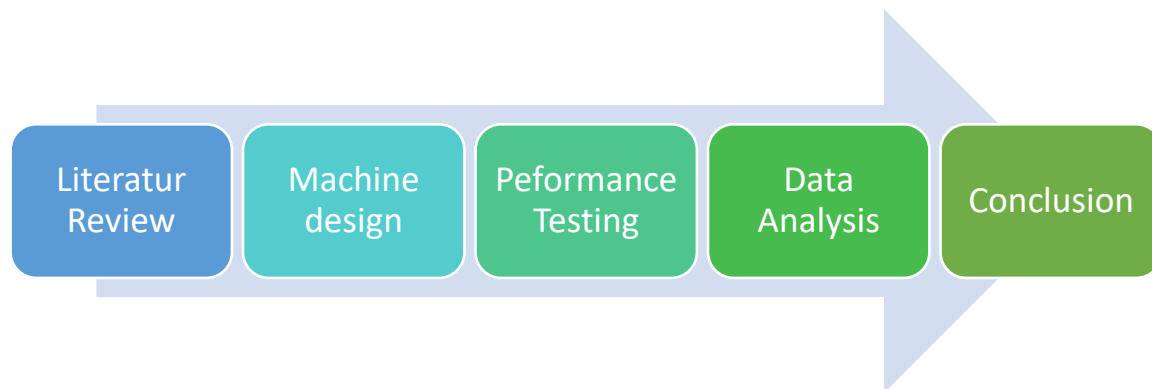 Literatur
Review
Machine
design
Peformance
Testing
Data
Analysis
Conclusion